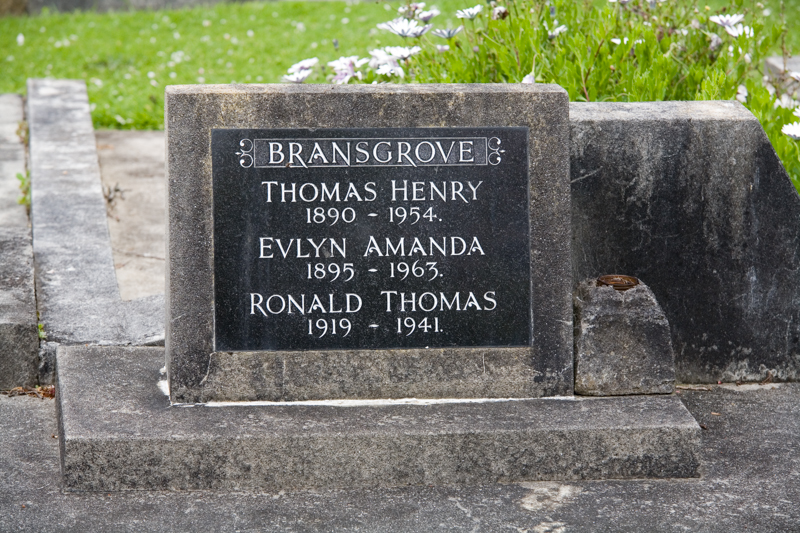 BRANSGROVE
THOMAS HENRY
1890 - 1954.
EVLYN AMANDA
1895 - 1963.
RONALD THOMAS
1919 - 1941.